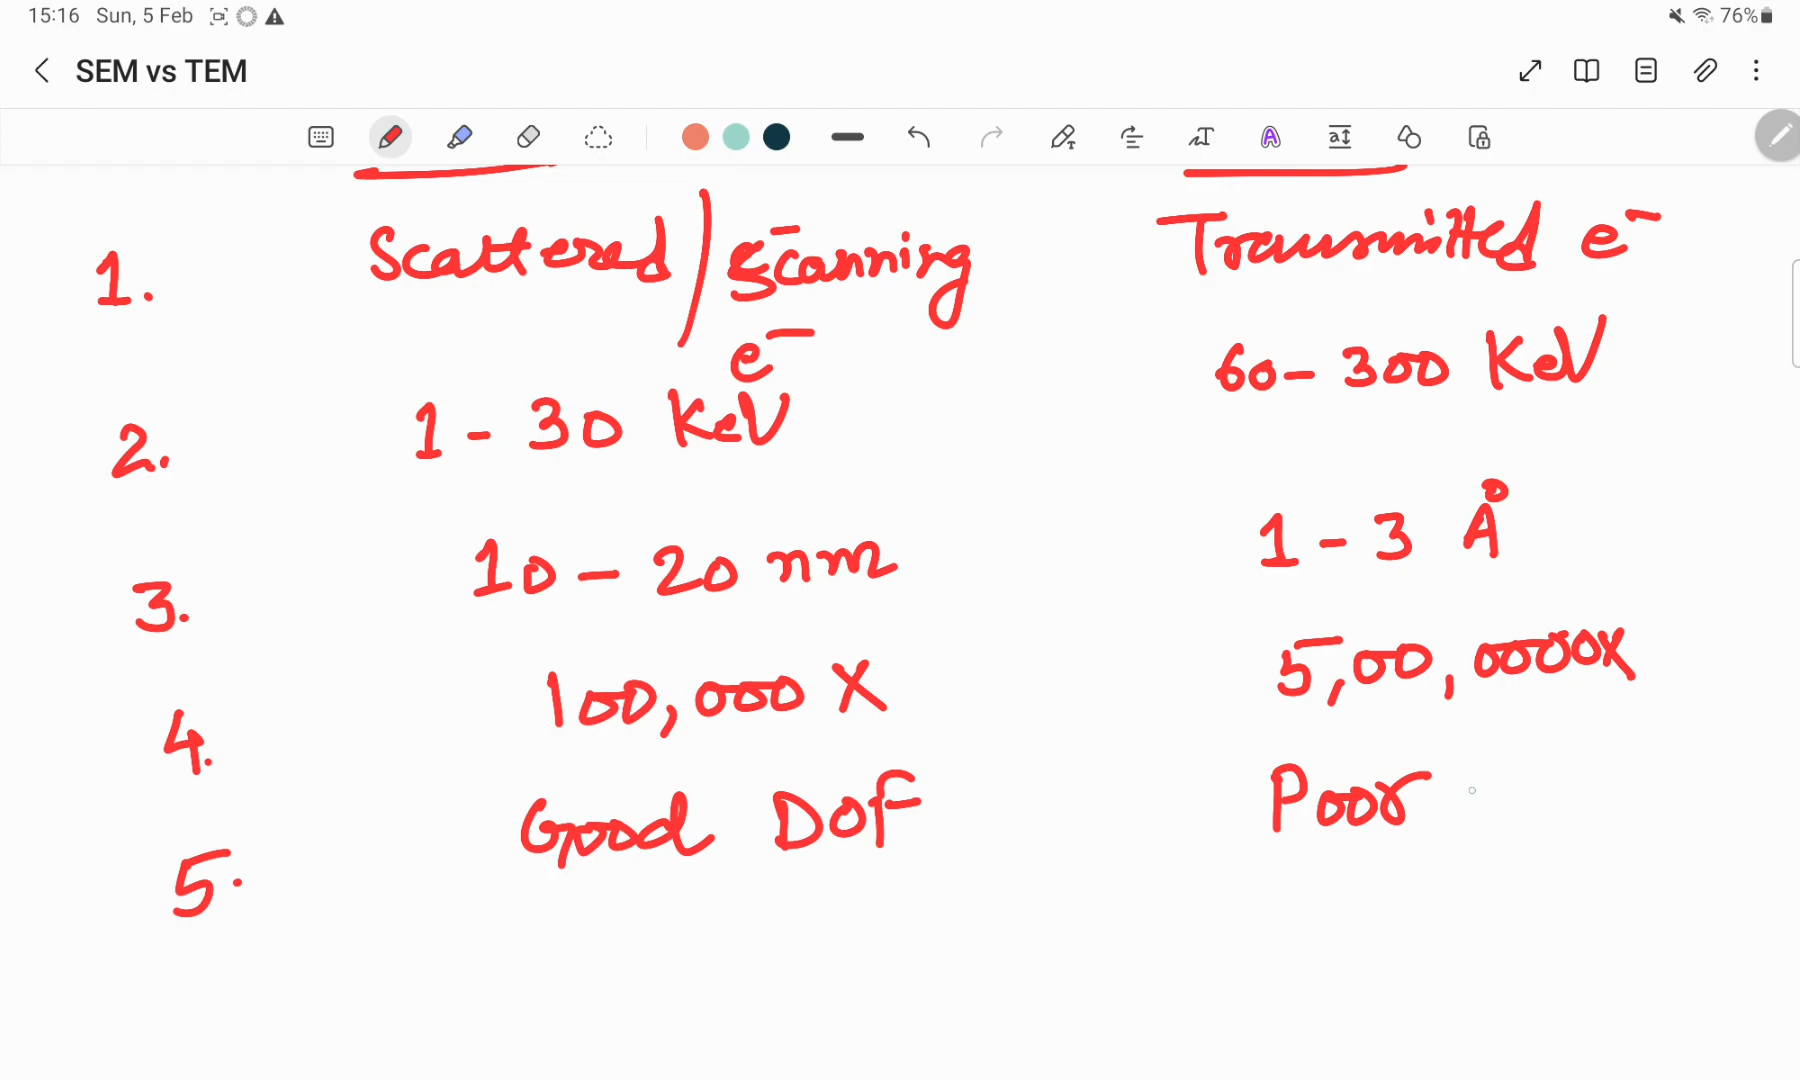 15:16 Sun, 5 Feb 76%
SEM vs TEM
1. Scattered / Scanning e⁻ Transmitted e⁻
2. 1 - 30 KeV 60 - 300 KeV
3. 10 - 20 nm 1 - 3 Å
4. 100,000 X 5,00,0000X
5. Good DOF Poor